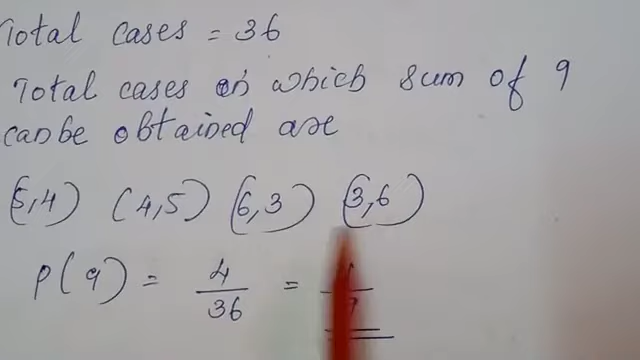 Total cases = 36
Total cases in which sum of 9
can be obtained are
(5,4) (4,5) (6,3) (3,6)
P(9) = 4/36 =